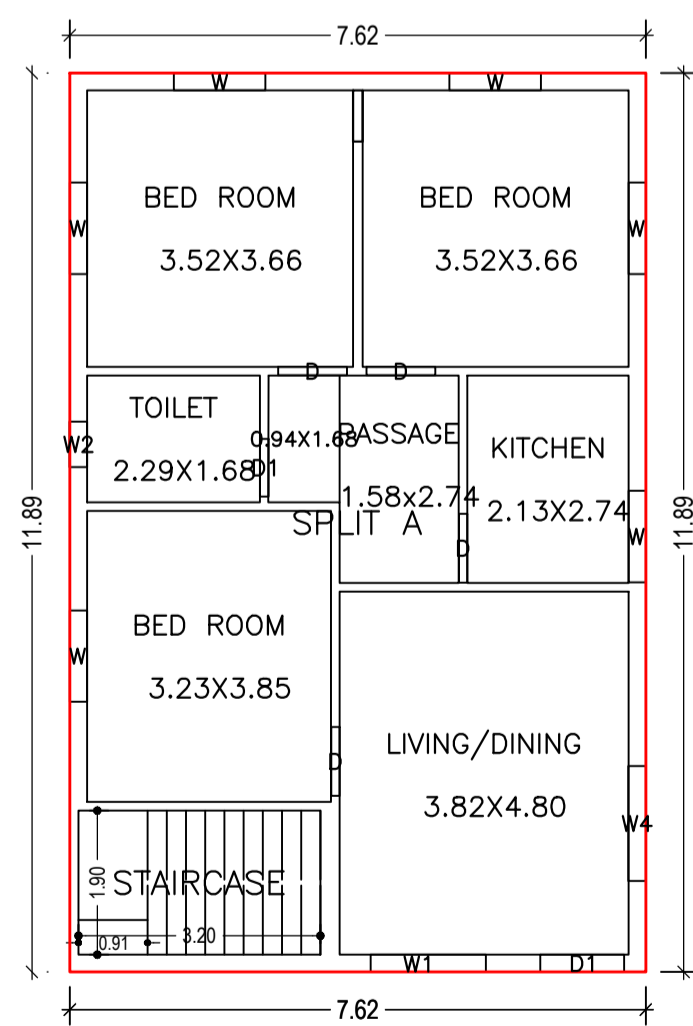 7.62
W W
BED ROOM BED ROOM
W W
3.52X3.66 3.52X3.66
D D
TOILET
0.94X1.68
PASSAGE
W2
KITCHEN
2.29X1.68
D1
1.58x2.74
2.13X2.74
11.89 11.89
SPLIT A
W
D
BED ROOM
W
3.23X3.85
LIVING/DINING
D
3.82X4.80
W4
1.90
STAIRCASE
3.20
0.91
W1 D1
7.62